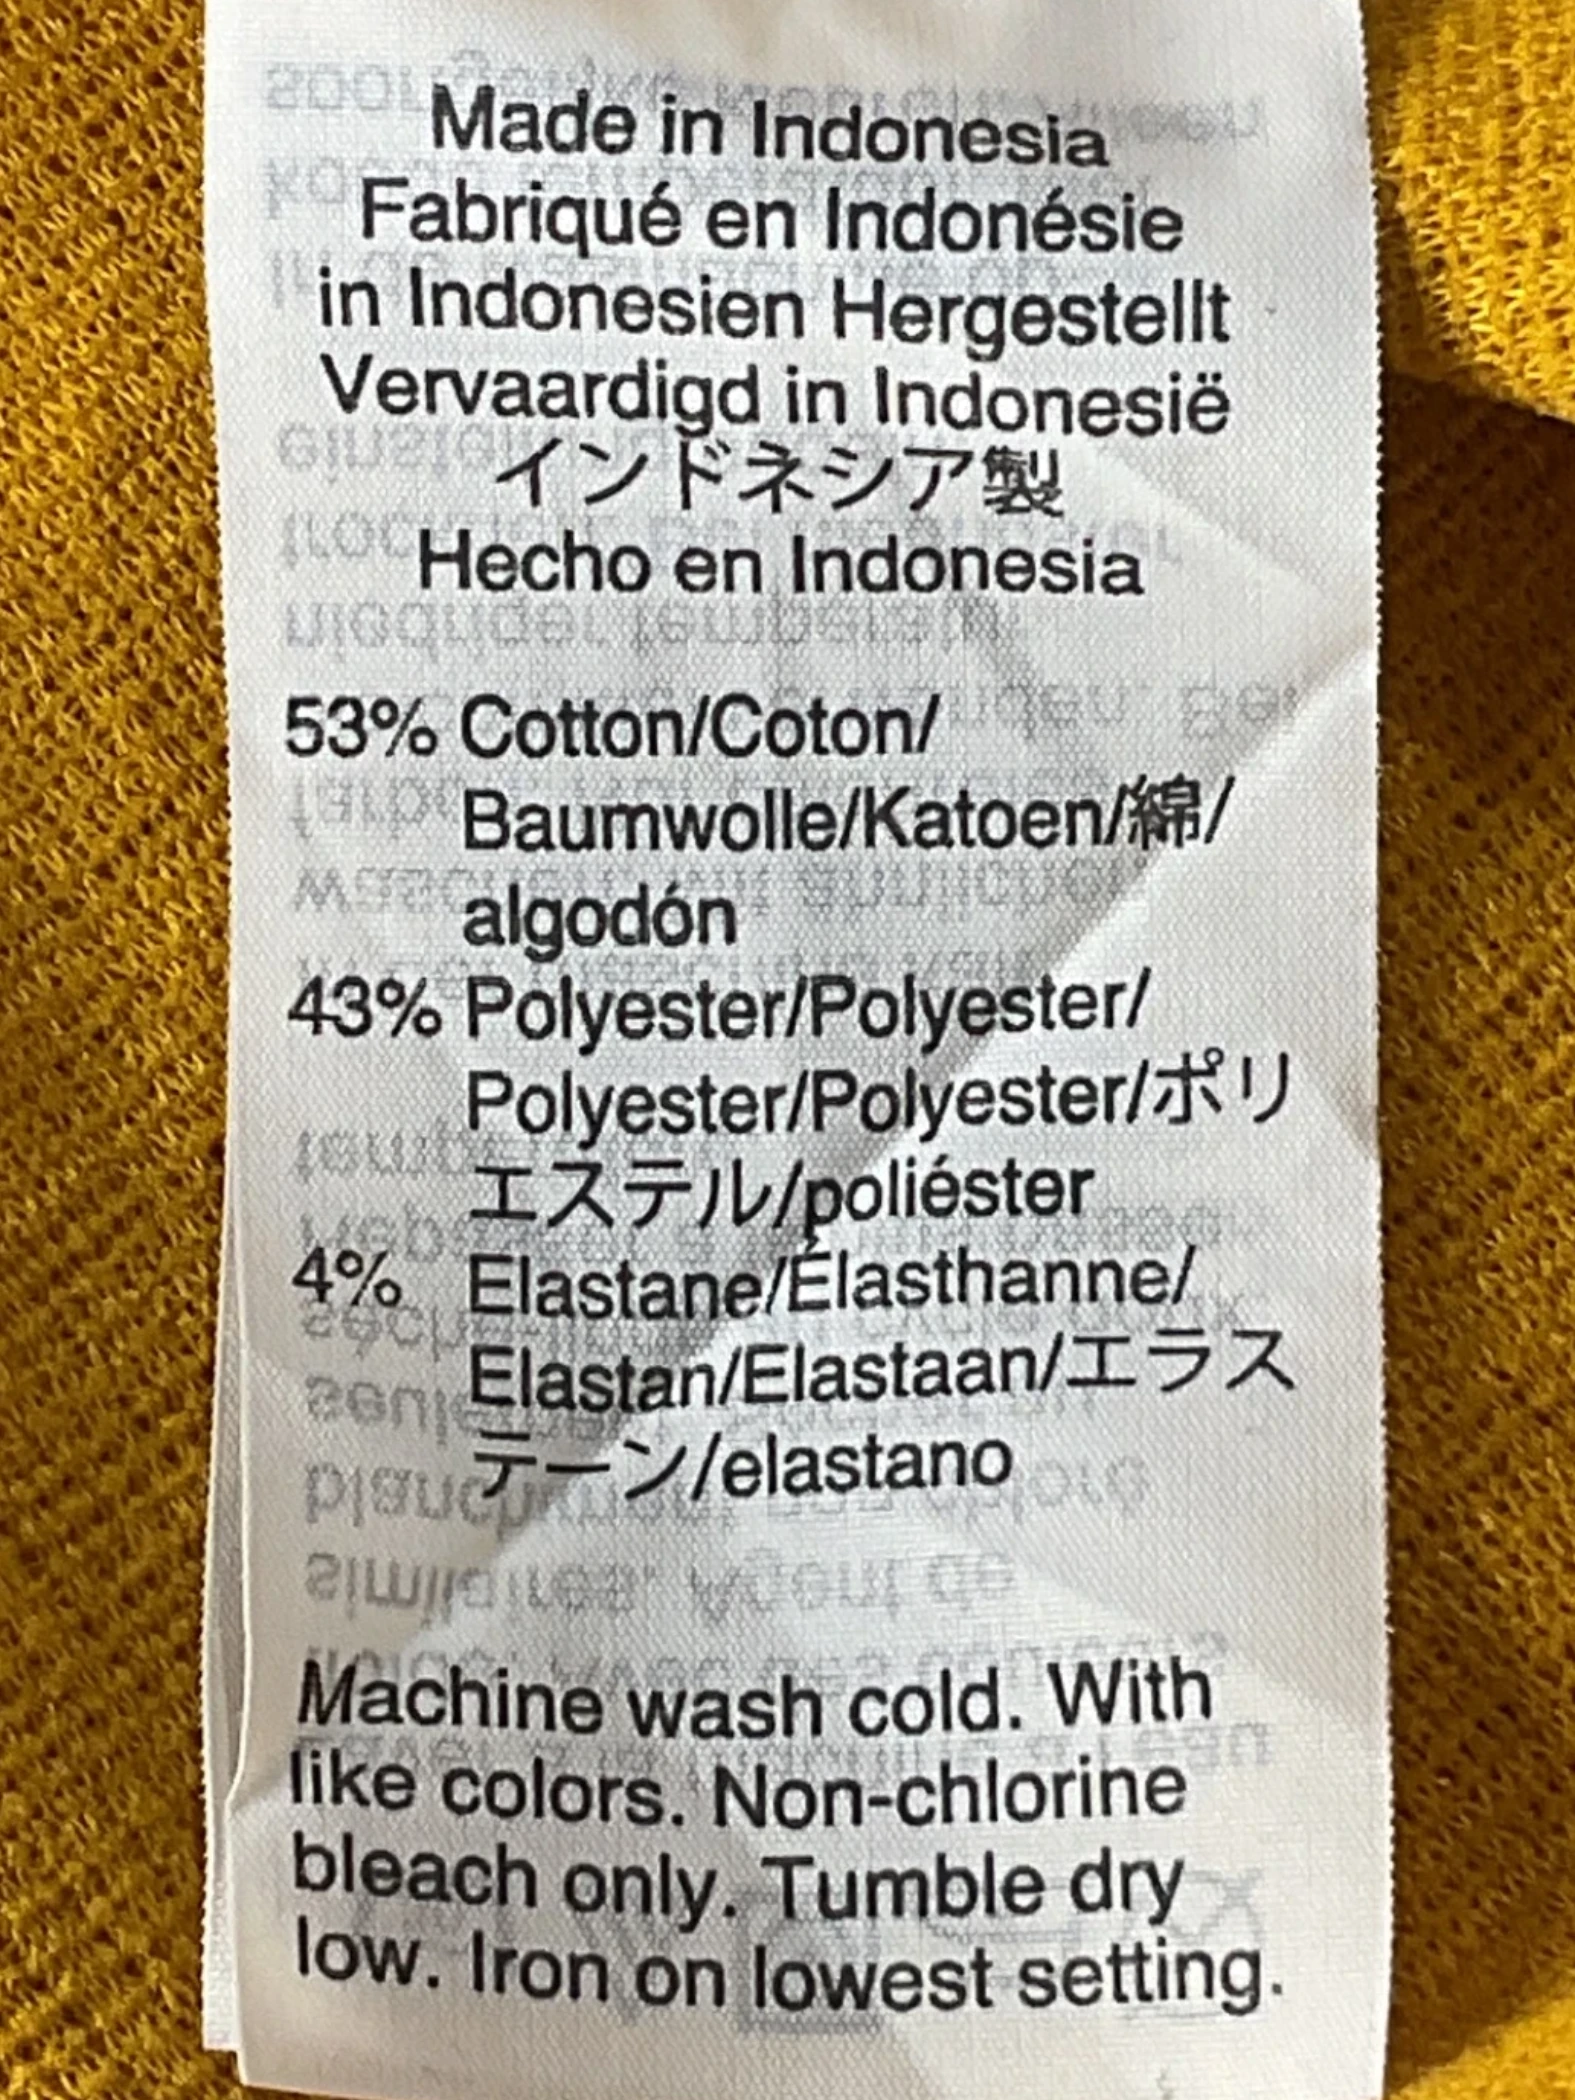 Made in Indonesia
Fabriqué en Indonésie
in Indonesien Hergestellt
Vervaardigd in Indonesië
インドネシア製
Hecho en Indonesia
53% Cotton/Coton/
Baumwolle/Katoen/綿/
algodón
43% Polyester/Polyester/
Polyester/Polyester/ポリ
エステル/poliéster
4% Elastane/Élasthanne/
Elastan/Elastaan/エラス
テーン/elastano
Machine wash cold. With
like colors. Non-chlorine
bleach only. Tumble dry
low. Iron on lowest setting.